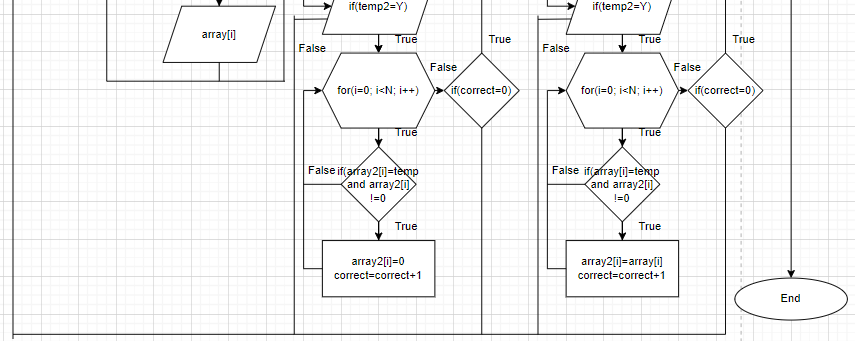 if(temp2=Y)
if(temp2=Y)
array[i]
True
True
True
True
False
False
False
False
for(i=0; i<N; i++)
if(correct=0)
for(i=0; i<N; i++)
if(correct=0)
True
True
False
if(array2[i]=temp
and array2[i]
!=0
False
if(array[i]=temp
and array2[i]
!=0
True
True
array2[i]=0
correct=correct+1
array2[i]=array[i]
correct=correct+1
End